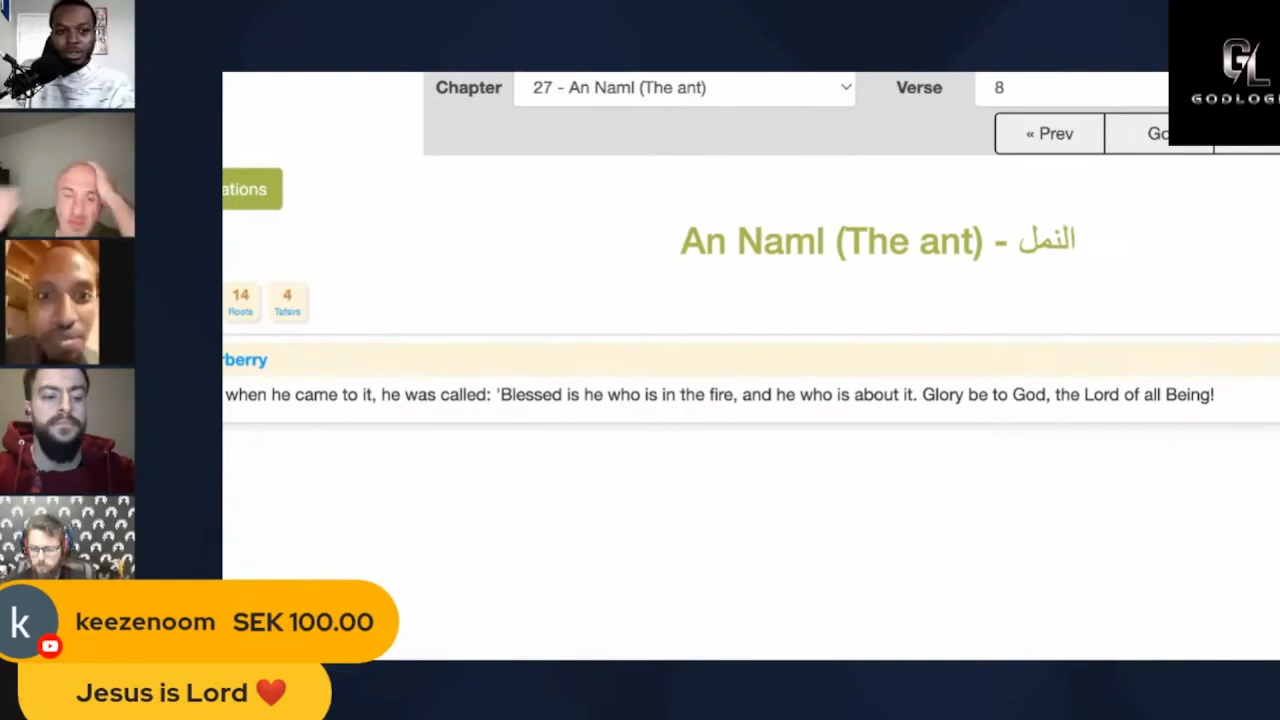 Chapter 27 - An Naml (The ant) Verse 8
« Prev
GL
ations
An Naml (The ant) - النمل
14 Roots 4 Tafsirs
rberry
when he came to it, he was called: 'Blessed is he who is in the fire, and he who is about it. Glory be to God, the Lord of all Being!
k keezenoom SEK 100.00
Jesus is Lord ❤️